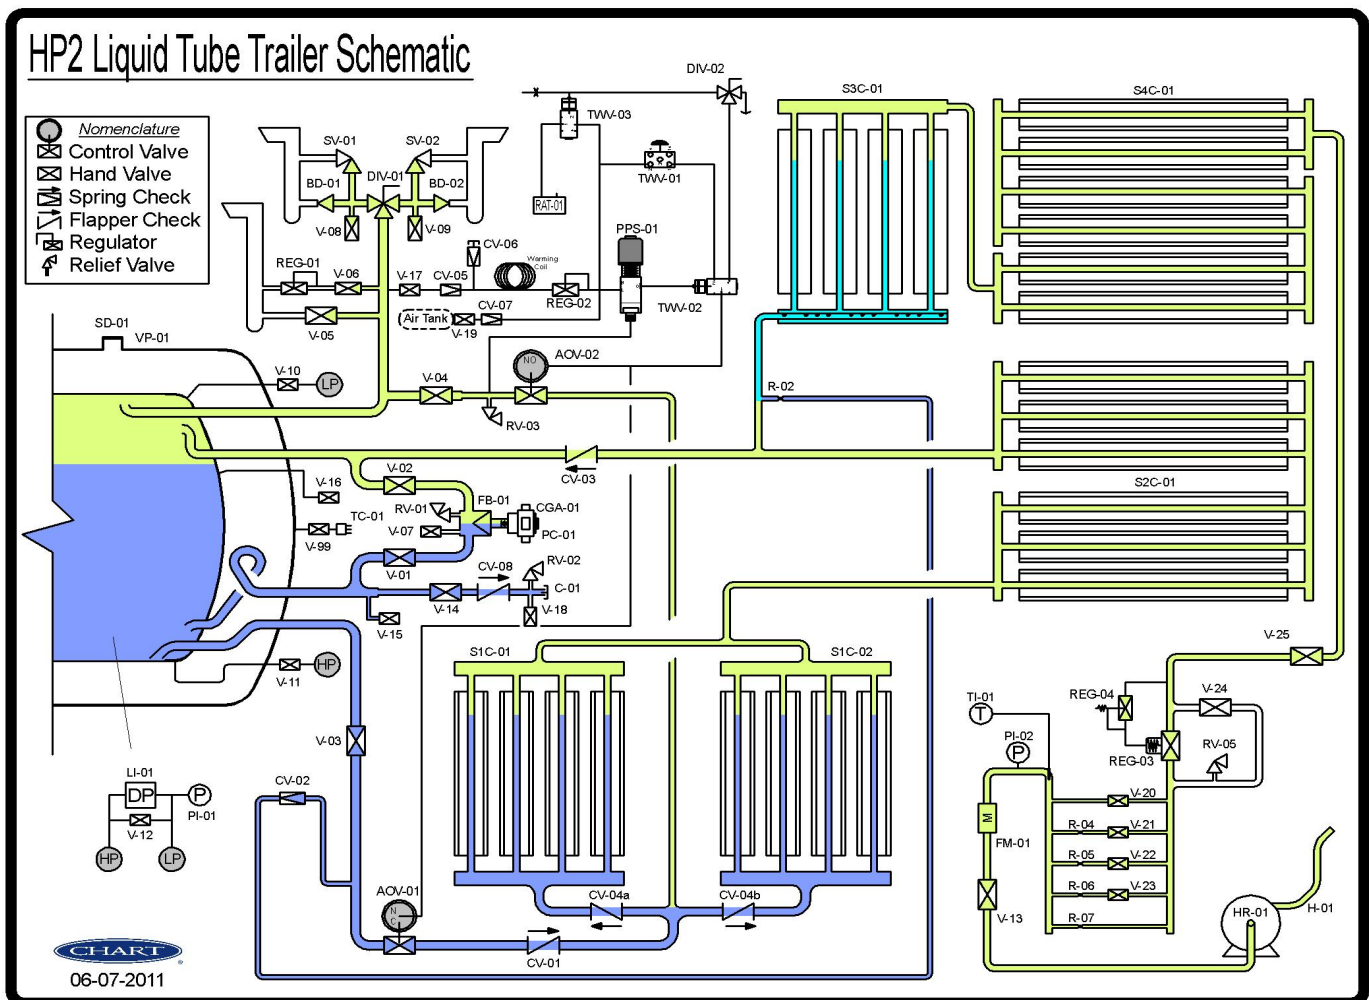 HP2 Liquid Tube Trailer Schematic
Nomenclature
Control Valve
Hand Valve
Spring Check
Flapper Check
Regulator
Relief Valve
DIV-02
S3C-01
S4C-01
TWV-03
SV-01
SV-02
DIV-01
BD-01
BD-02
TWV-01
RAT-01
V-08
V-09
PPS-01
CV-06
Warming
Coil
REG-01
V-06
V-17
CV-05
REG-02
TWV-02
CV-07
Air Tank
V-19
V-05
SD-01
VP-01
AOV-02
NO
V-10
LP
V-04
R-02
RV-03
V-02
CV-03
V-16
FB-01
S2C-01
RV-01
CGA-01
TC-01
V-07
PC-01
V-99
V-01
CV-08
RV-02
C-01
V-14
V-18
V-15
V-25
S1C-01
S1C-02
HP
V-11
REG-04
V-24
TI-01
T
V-03
PI-02
P
REG-03
RV-05
LI-01
DP
P
PI-01
CV-02
V-20
V-12
R-04
V-21
M
FM-01
HP
LP
R-05
V-22
AOV-01
N
C
CV-04a
CV-04b
R-06
V-23
V-13
HR-01
H-01
R-07
CV-01
CHART
06-07-2011